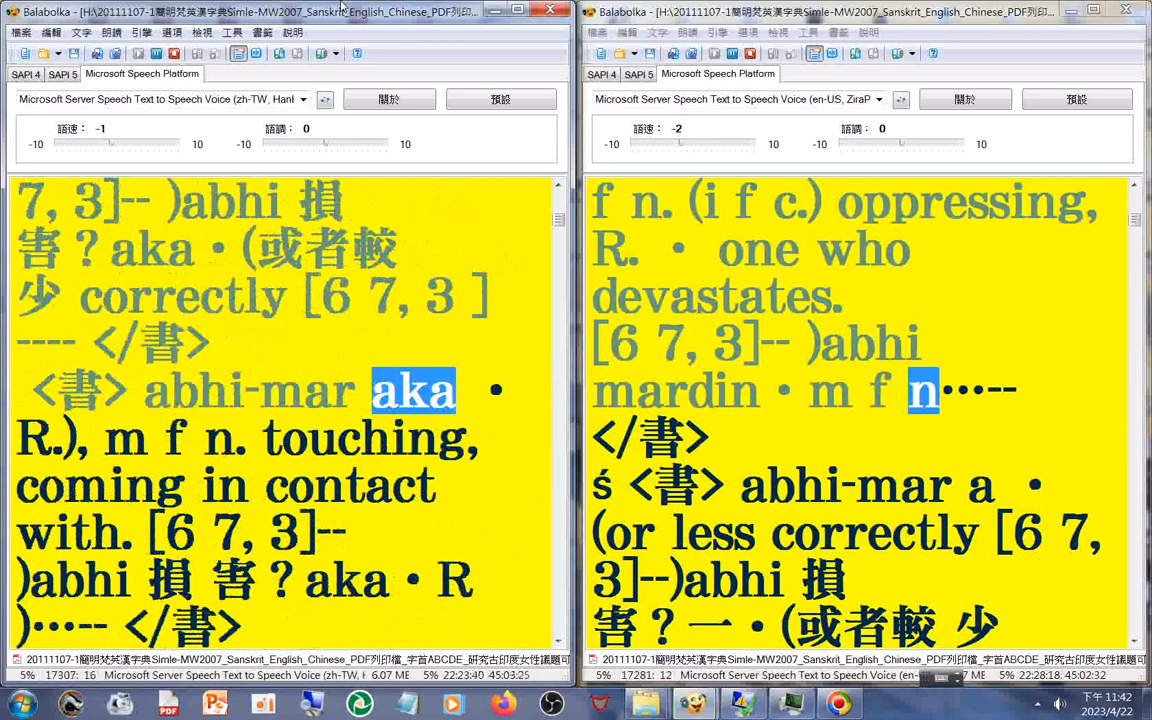 Balabolka - [H:\20111107-1簡明梵英漢字典Simle-MW2007_Sanskrit_English_Chinese_PDF列印...
檔案 編輯 文字 朗讀 引擎 選項 檢視 工具 書籤 說明
SAPI 4 SAPI 5 Microsoft Speech Platform
Microsoft Server Speech Text to Speech Voice (zh-TW, Hanl
關於 預設
語速： -1 語調： 0
-10 10 -10 10
7, 3]-- )abhi 損
害？aka・(或者較
少 correctly [6 7, 3 ]
---- </書>
<書> abhi-mar aka ・
R.), m f n. touching,
coming in contact
with. [6 7, 3]--
)abhi 損 害？aka・R
)…-- </書>
20111107-1簡明梵英漢字典Simle-MW2007_Sanskrit_English_Chinese_PDF列印檔_字首ABCDE_研究古印度女性議題可
5% 17307: 16 Microsoft Server Speech Text to Speech Voice (zh-TW, H 6.07 MB 5% 22:23:40 45:03:25
Balabolka - [H:\20111107-1簡明梵英漢字典Simle-MW2007_Sanskrit_English_Chinese_PDF列印...
檔案 編輯 文字 朗讀 引擎 選項 檢視 工具 書籤 說明
SAPI 4 SAPI 5 Microsoft Speech Platform
Microsoft Server Speech Text to Speech Voice (en-US, ZiraP
關於 預設
語速： -2 語調： 0
-10 10 -10 10
f n. (i f c.) oppressing,
R. ・ one who
devastates.
[6 7, 3]-- )abhi
mardin・m f n…--
</書>
ś <書> abhi-mar a ・
(or less correctly [6 7,
3]--)abhi 損
害？一・(或者較 少
20111107-1簡明梵英漢字典Simle-MW2007_Sanskrit_English_Chinese_PDF列印檔_字首ABCDE_研究古印度女性議題可
5% 17281: 12 Microsoft Server Speech Text to Speech Voice (en- 5% 22:28:18 45:02:32
下午 11:42
2023/4/22